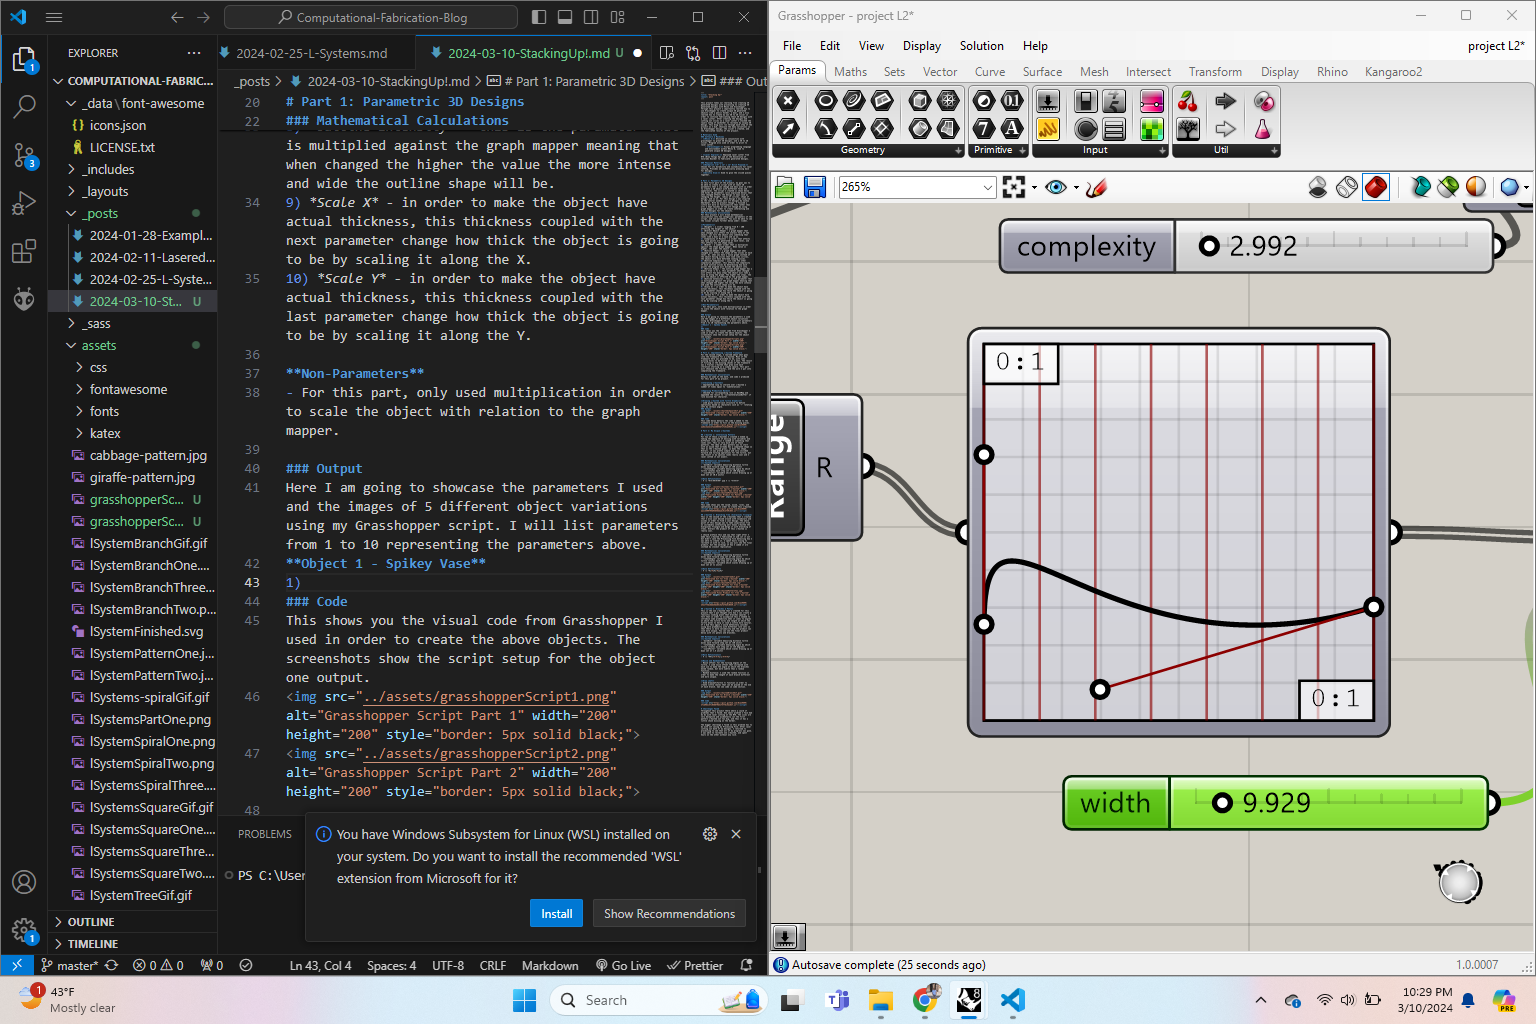 Computational-Fabrication-Blog
EXPLORER
COMPUTATIONAL-FABRIC...
_data\font-awesome
icons.json
LICENSE.txt
_includes
_layouts
_posts
2024-01-28-Exampl...
2024-02-11-Lasered...
2024-02-25-L-Syste...
2024-03-10-St... U
_sass
assets
css
fontawesome
fonts
katex
cabbage-pattern.jpg
giraffe-pattern.jpg
grasshopperSc... U
grasshopperSc... U
lSystemBranchGif.gif
lSystemBranchOne....
lSystemBranchThree...
lSystemBranchTwo.p...
lSystemFinished.svg
lSystemPatternOne.j...
lSystemPatternTwo.j...
lSystems-spiralGif.gif
lSystemsPartOne.png
lSystemSpiralOne.png
lSystemSpiralTwo.png
lSystemsSpiralThree....
lSystemsSquareGif.gif
lSystemsSquareOne....
lSystemsSquareThre...
lSystemsSquareTwo....
lSystemTreeGif.gif
OUTLINE
TIMELINE
1
3
1
2024-02-25-L-Systems.md
2024-03-10-StackingUp!.md U
_posts > 2024-03-10-StackingUp!.md > # Part 1: Parametric 3D Designs > ### Out
20 # Part 1: Parametric 3D Designs
22 ### Mathematical Calculations
is multiplied against the graph mapper meaning that
when changed the higher the value the more intense
and wide the outline shape will be.
34 9) *Scale X* - in order to make the object have
actual thickness, this thickness coupled with the
next parameter change how thick the object is going
to be by scaling it along the X.
35 10) *Scale Y* - in order to make the object have
actual thickness, this thickness coupled with the
last parameter change how thick the object is going
to be by scaling it along the Y.
36
37 **Non-Parameters**
38 - For this part, only used multiplication in order
to scale the object with relation to the graph
mapper.
39
40 ### Output
41 Here I am going to showcase the parameters I used
and the images of 5 different object variations
using my Grasshopper script. I will list parameters
from 1 to 10 representing the parameters above.
42 **Object 1 - Spikey Vase**
43 1)
44 ### Code
45 This shows you the visual code from Grasshopper I
used in order to create the above objects. The
screenshots show the script setup for the object
one output.
46 <img src="../assets/grasshopperScript1.png"
alt="Grasshopper Script Part 1" width="200"
height="200" style="border: 5px solid black;">
47 <img src="../assets/grasshopperScript2.png"
alt="Grasshopper Script Part 2" width="200"
height="200" style="border: 5px solid black;">
48
PROBLEMS
PS C:\User
You have Windows Subsystem for Linux (WSL) installed on
your system. Do you want to install the recommended 'WSL'
extension from Microsoft for it?
Install
Show Recommendations
master* 0 0 0 Ln 43, Col 4 Spaces: 4 UTF-8 CRLF Markdown Go Live Prettier
Grasshopper - project L2*
File Edit View Display Solution Help project L2*
Params Maths Sets Vector Curve Surface Mesh Intersect Transform Display Rhino Kangaroo2
0.1
7 A
Geometry Primitive Input Util
265%
complexity 2.992
0:1
Range
R
0:1
width 9.929
Autosave complete (25 seconds ago) 1.0.0007
1
43°F
Mostly clear
Search
8
PRE
10:29 PM
3/10/2024